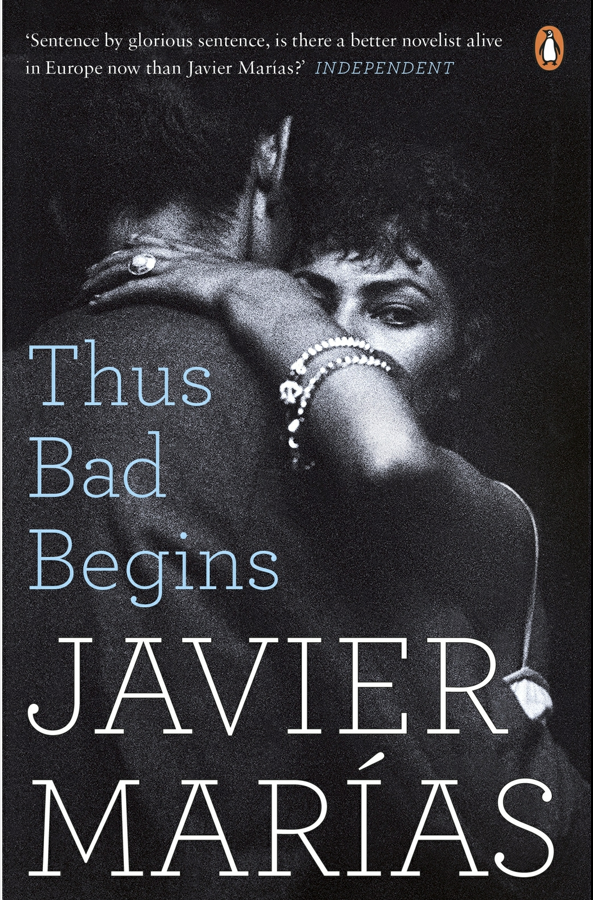 ‘Sentence by glorious sentence, is there a better novelist alive
in Europe now than Javier Marías?’ INDEPENDENT
Thus
Bad
Begins
JAVIER
MARÍAS